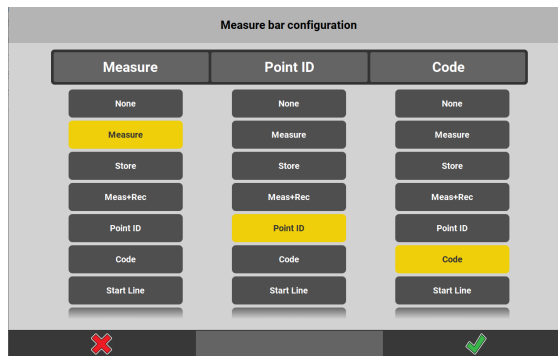 Measure bar configuration
Measure Point ID Code
None None None
Measure Measure Measure
Store Store Store
Meas+Rec Meas+Rec Meas+Rec
Point ID Point ID Point ID
Code Code Code
Start Line Start Line Start Line